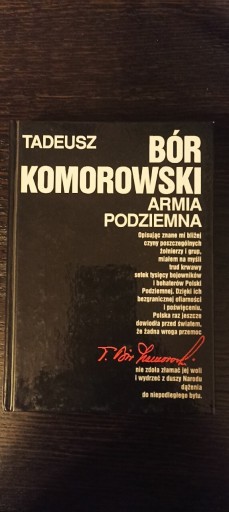 TADEUSZ BÓR
KOMOROWSKI
ARMIA
PODZIEMNA
Opisując znane mi bliżej
czyny poszczególnych
żołnierzy i grup,
miałem na myśli
trud krwawy
setek tysięcy bojowników
i bohaterów Polski
Podziemnej. Dzięki ich
bezgranicznej ofiarności
i poświęceniu,
Polska raz jeszcze
dowiodła przed światem,
że żadna wroga przemoc
T. Bór Komorowski
nie zdoła złamać jej woli
i wydrzeć z duszy Narodu
dążenia
do niepodległego bytu.